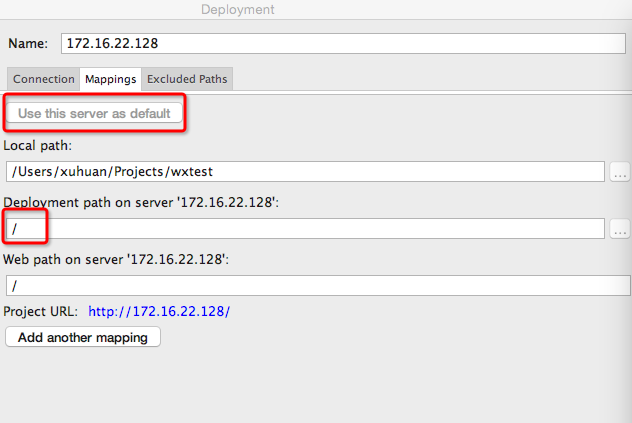 Deployment
Name: 172.16.22.128
Connection Mappings Excluded Paths
Use this server as default
Local path:
/Users/xuhuan/Projects/wxtest ...
Deployment path on server '172.16.22.128':
/ ...
Web path on server '172.16.22.128':
/
Project URL: http://172.16.22.128/
Add another mapping